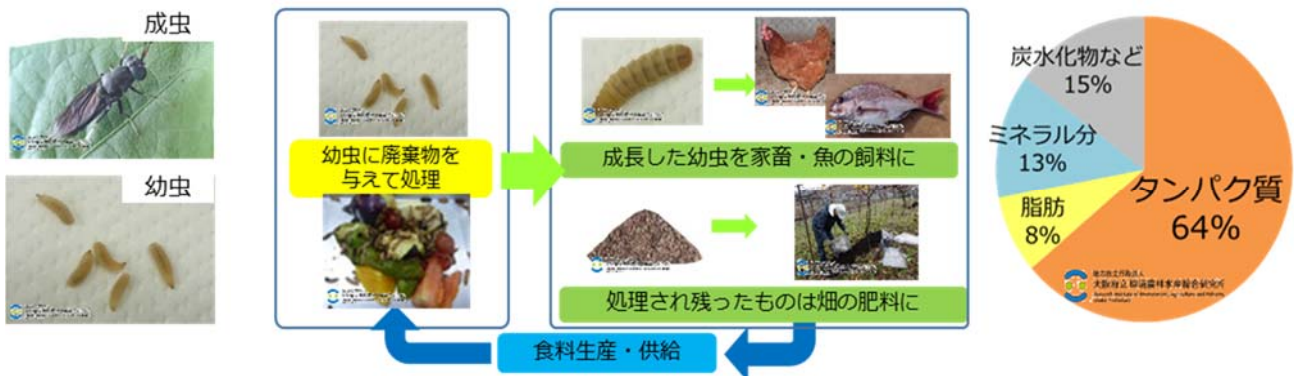 成虫
幼虫
幼虫に廃棄物を
与えて処理
成長した幼虫を家畜・魚の飼料に
処理され残ったものは畑の肥料に
食料生産・供給
炭水化物など
15%
ミネラル分
13%
脂肪
8%
タンパク質
64%
地方独立行政法人
大阪府立環境農林水産総合研究所